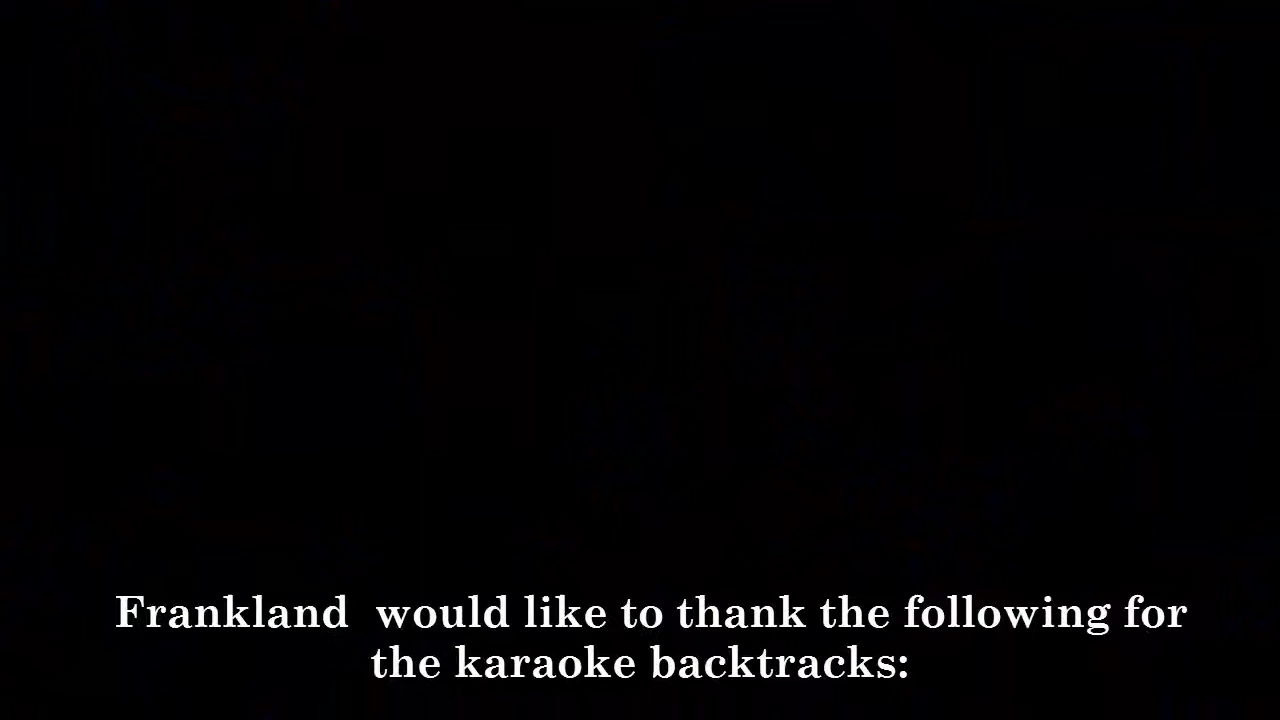 Frankland  would like to thank the following for
the karaoke backtracks: